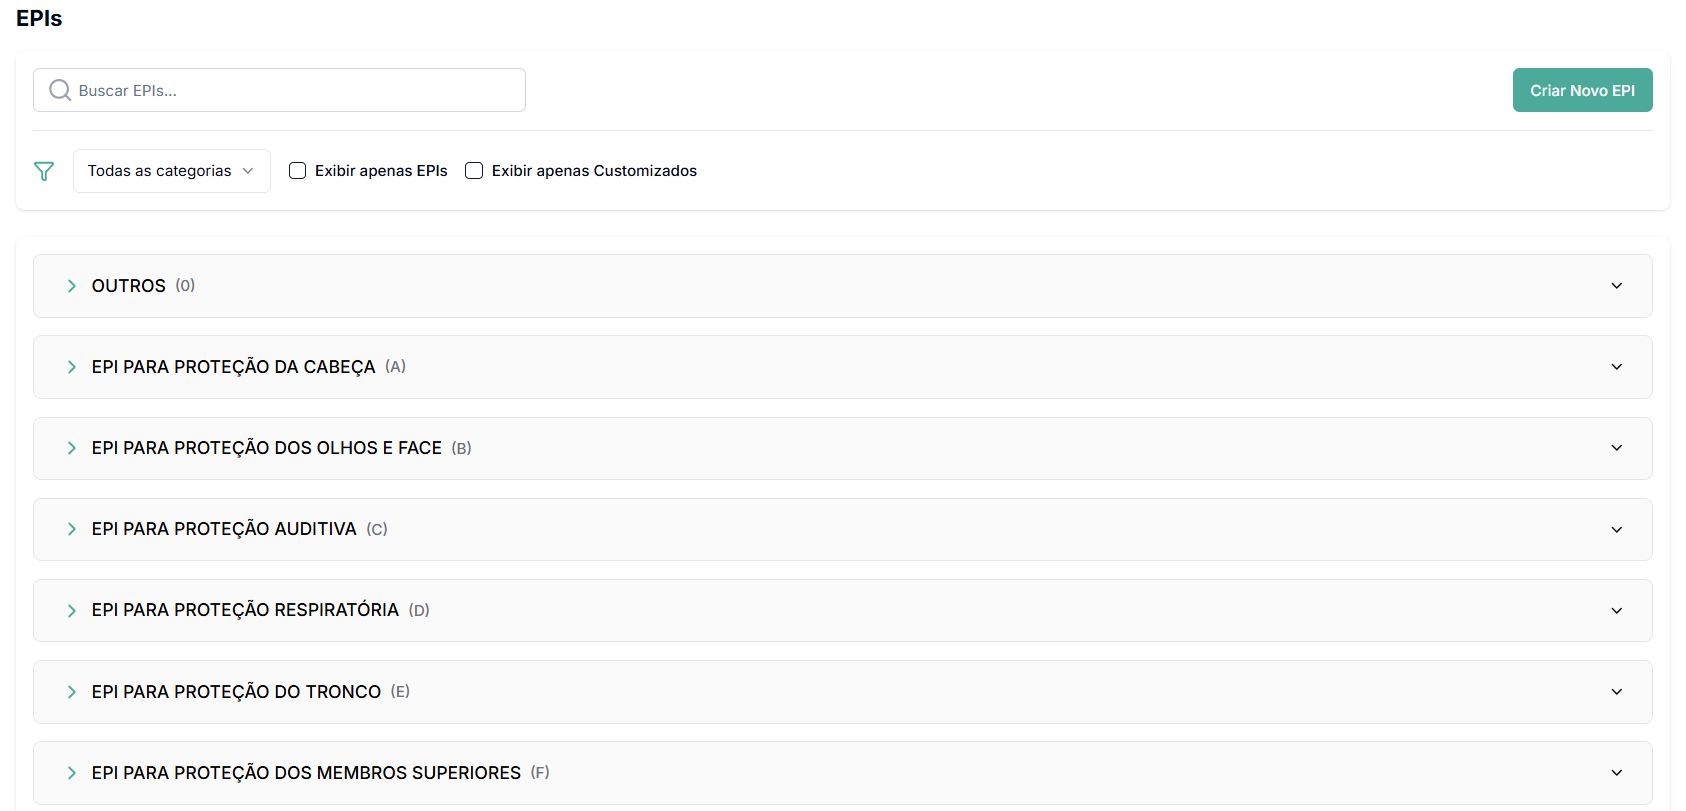 EPIs
Buscar EPIs...
Criar Novo EPI
Todas as categorias
Exibir apenas EPIs
Exibir apenas Customizados
OUTROS (0)
EPI PARA PROTEÇÃO DA CABEÇA (A)
EPI PARA PROTEÇÃO DOS OLHOS E FACE (B)
EPI PARA PROTEÇÃO AUDITIVA (C)
EPI PARA PROTEÇÃO RESPIRATÓRIA (D)
EPI PARA PROTEÇÃO DO TRONCO (E)
EPI PARA PROTEÇÃO DOS MEMBROS SUPERIORES (F)